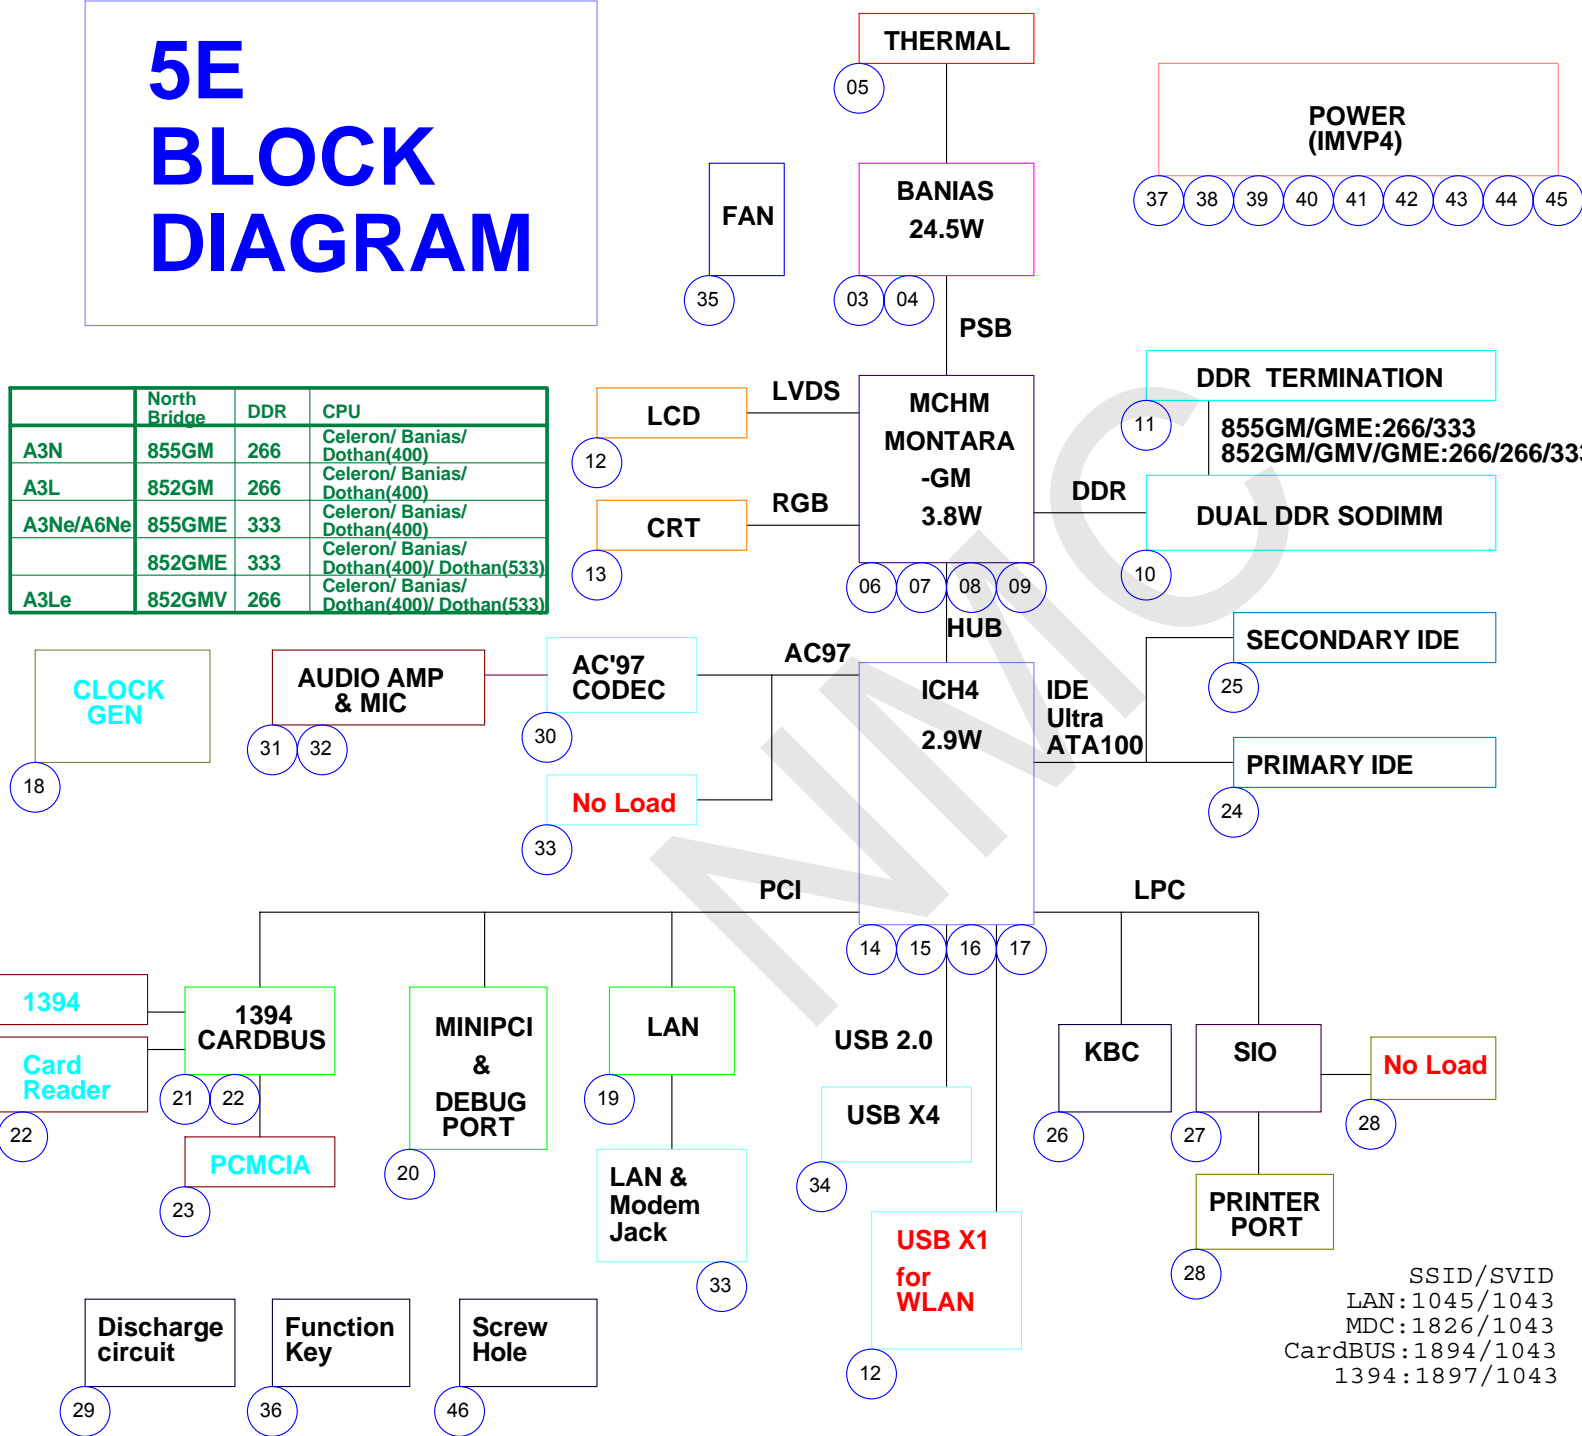 5E
BLOCK
DIAGRAM
THERMAL
05
POWER
(IMVP4)
37 38 39 40 41 42 43 44 45
FAN
35
BANIAS
24.5W
03 04
PSB
North Bridge DDR CPU
A3N 855GM 266 Celeron/ Banias/ Dothan(400)
A3L 852GM 266 Celeron/ Banias/ Dothan(400)
A3Ne/A6Ne 855GME 333 Celeron/ Banias/ Dothan(400)
852GME 333 Celeron/ Banias/ Dothan(400)/ Dothan(533)
A3Le 852GMV 266 Celeron/ Banias/ Dothan(400)/ Dothan(533)
LCD
12
LVDS
CRT
13
RGB
MCHM
MONTARA
-GM
3.8W
06 07 08 09
HUB
DDR TERMINATION
11
855GM/GME:266/333
852GM/GMV/GME:266/266/333
DDR
DUAL DDR SODIMM
10
CLOCK
GEN
18
AUDIO AMP
& MIC
31 32
AC'97
CODEC
30
AC97
No Load
33
ICH4
2.9W
14 15 16 17
IDE
Ultra
ATA100
SECONDARY IDE
25
PRIMARY IDE
24
PCI
LPC
1394
Card
Reader
22
1394
CARDBUS
21 22
PCMCIA
23
MINIPCI
&
DEBUG
PORT
20
LAN
19
LAN &
Modem
Jack
33
USB 2.0
USB X4
34
USB X1
for
WLAN
12
KBC
26
SIO
27
No Load
28
PRINTER
PORT
28
Discharge
circuit
29
Function
Key
36
Screw
Hole
46
SSID/SVID
LAN:1045/1043
MDC:1826/1043
CardBUS:1894/1043
1394:1897/1043
NMC